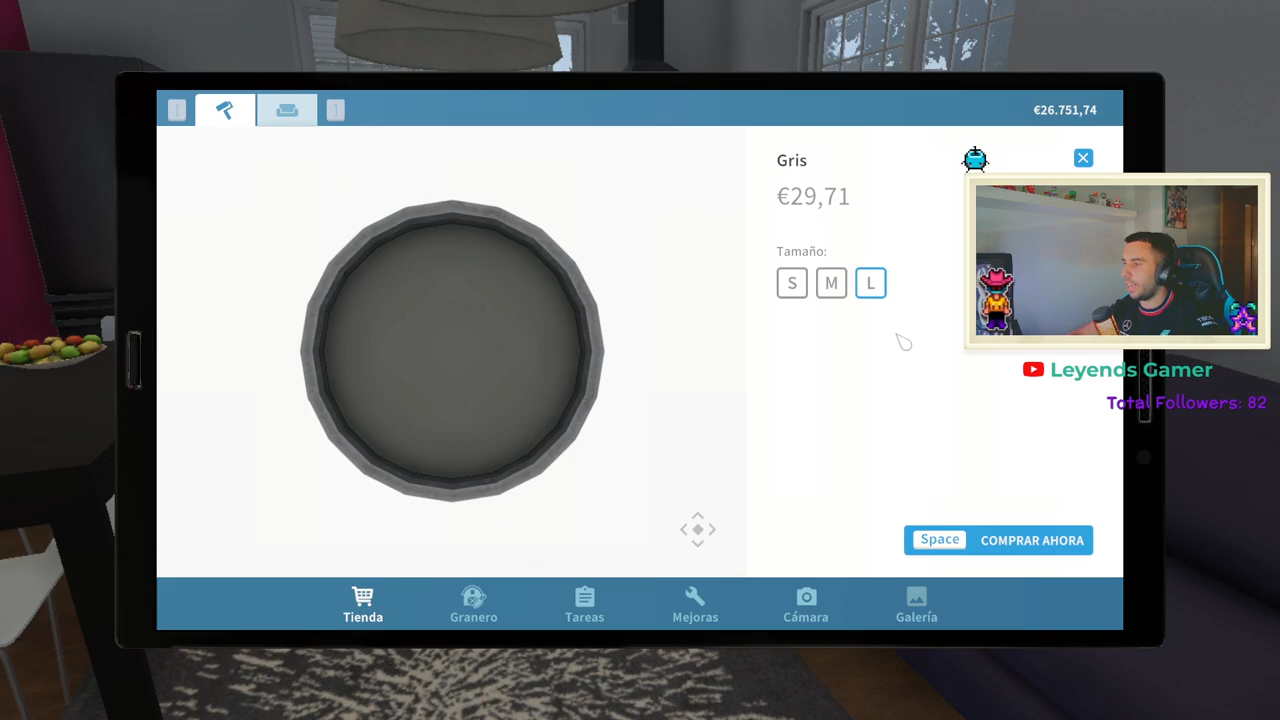 €26.751,74
Gris
€29,71
Tamaño:
S M L
Leyends Gamer
Total Followers: 82
Space COMPRAR AHORA
Tienda Granero Tareas Mejoras Cámara Galería